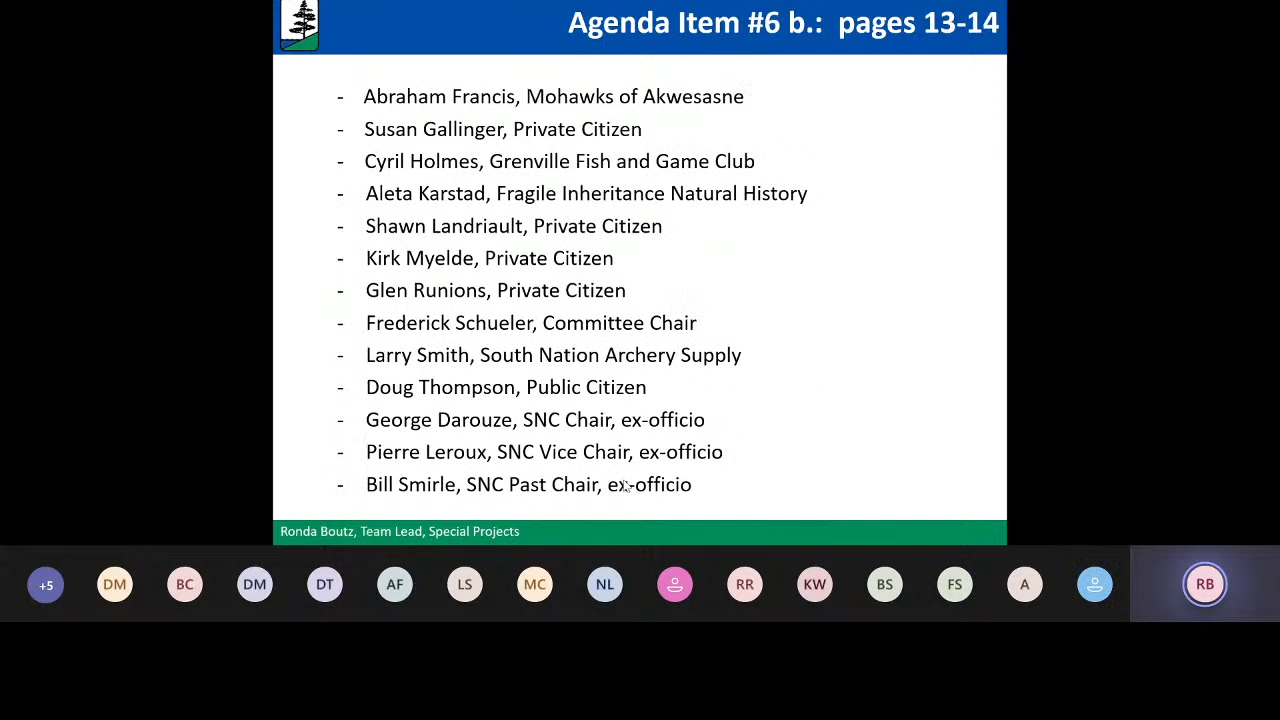 Agenda Item #6 b.: pages 13-14
- Abraham Francis, Mohawks of Akwesasne
- Susan Gallinger, Private Citizen
- Cyril Holmes, Grenville Fish and Game Club
- Aleta Karstad, Fragile Inheritance Natural History
- Shawn Landriault, Private Citizen
- Kirk Myelde, Private Citizen
- Glen Runions, Private Citizen
- Frederick Schueler, Committee Chair
- Larry Smith, South Nation Archery Supply
- Doug Thompson, Public Citizen
- George Darouze, SNC Chair, ex-officio
- Pierre Leroux, SNC Vice Chair, ex-officio
- Bill Smirle, SNC Past Chair, ex-officio
Ronda Boutz, Team Lead, Special Projects
+5 DM BC DM DT AF LS MC NL RR KW BS FS A RB